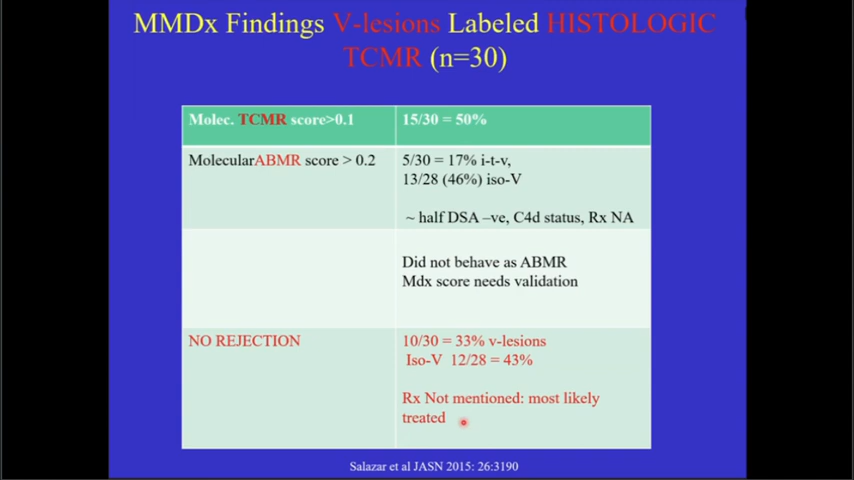 MMDx Findings V-lesions Labeled HISTOLOGIC
TCMR (n=30)
Molec. TCMR score>0.1
15/30 = 50%
MolecularABMR score > 0.2
5/30 = 17% i-t-v,
13/28 (46%) iso-V
~ half DSA –ve, C4d status, Rx NA
Did not behave as ABMR
Mdx score needs validation
NO REJECTION
10/30 = 33% v-lesions
Iso-V 12/28 = 43%
Rx Not mentioned: most likely
treated
Salazar et al JASN 2015: 26:3190